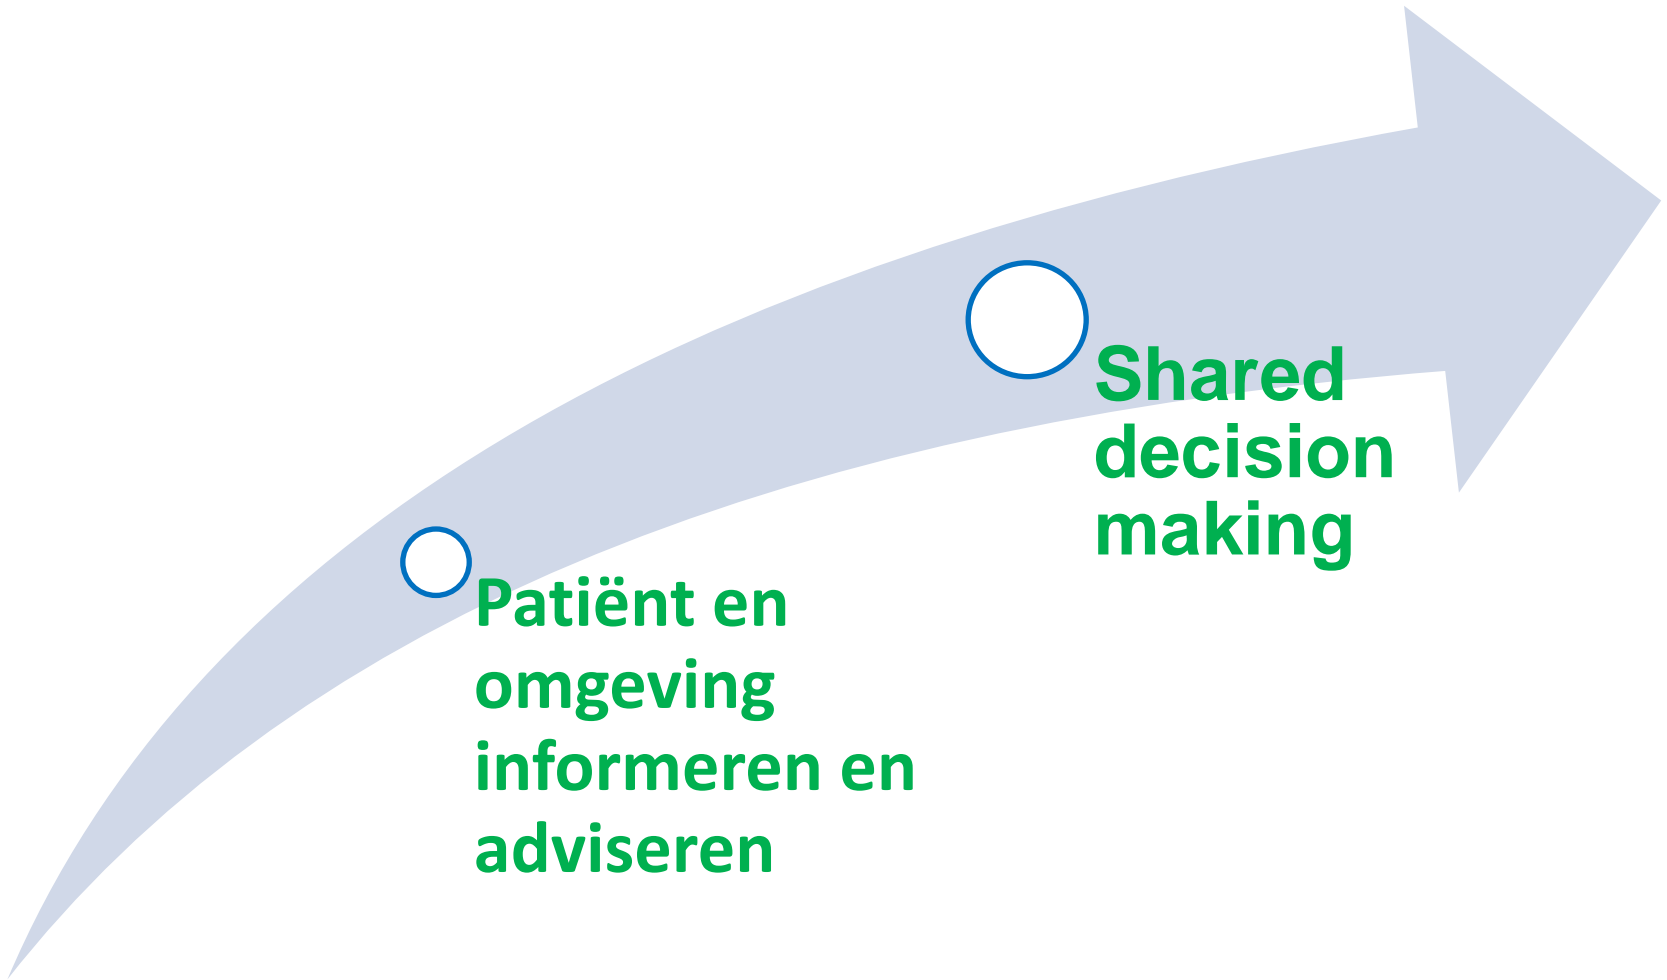 Shared
decision
making
Patiënt en
omgeving
informeren en
adviseren